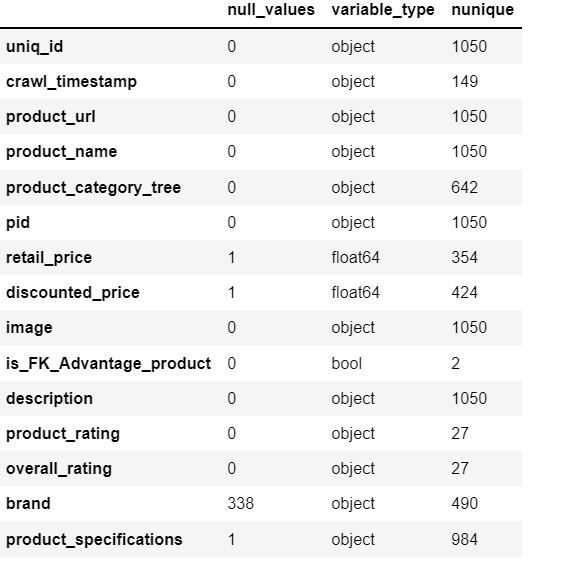 null_values variable_type nunique
uniq_id 0 object 1050
crawl_timestamp 0 object 149
product_url 0 object 1050
product_name 0 object 1050
product_category_tree 0 object 642
pid 0 object 1050
retail_price 1 float64 354
discounted_price 1 float64 424
image 0 object 1050
is_FK_Advantage_product 0 bool 2
description 0 object 1050
product_rating 0 object 27
overall_rating 0 object 27
brand 338 object 490
product_specifications 1 object 984